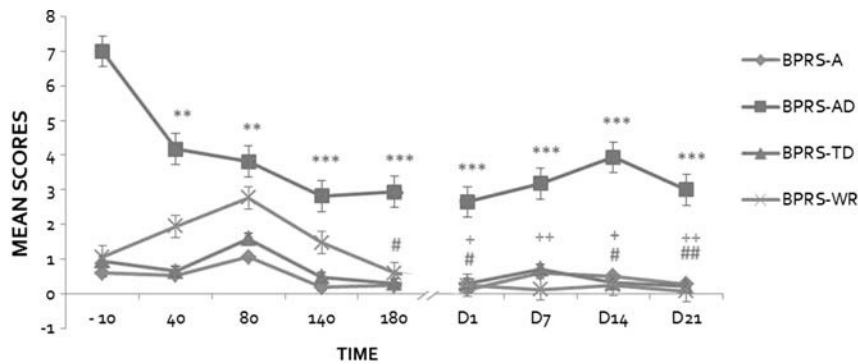 8
7
6
5
4
3
2
1
0
-1
MEAN SCORES
** ** *** *** *** *** *** ***
# + # ++ + # ++ ##
- 10 40 80 140 180 D1 D7 D14 D21
TIME
BPRS-A
BPRS-AD
BPRS-TD
BPRS-WR